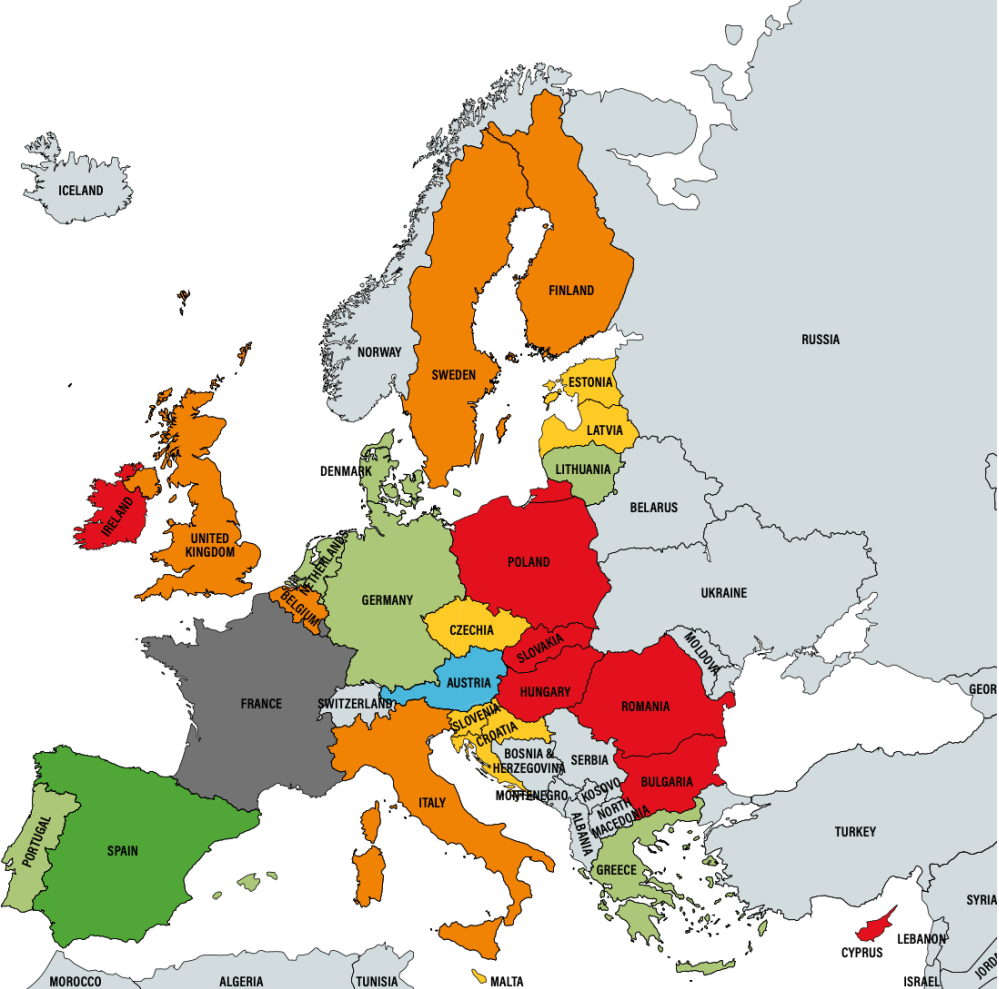 ICELAND
RUSSIA
FINLAND
NORWAY
SWEDEN
ESTONIA
LATVIA
DENMARK
LITHUANIA
IRELAND
BELARUS
UNITED
KINGDOM
NETHERLANDS
POLAND
BELGIUM
GERMANY
UKRAINE
CZECHIA
SLOVAKIA
MOLDOVA
AUSTRIA
GEOR
FRANCE
SWITZERLAND
HUNGARY
ROMANIA
SLOVENIA
CROATIA
BOSNIA &
HERZEGOVINA
SERBIA
BULGARIA
MONTENEGRO
KOSOVO
ITALY
NORTH
MACEDONIA
ALBANIA
TURKEY
PORTUGAL
SPAIN
GREECE
SYRIA
LEBANON
CYPRUS
MOROCCO
ALGERIA
TUNISIA
MALTA
ISRAEL
JORD